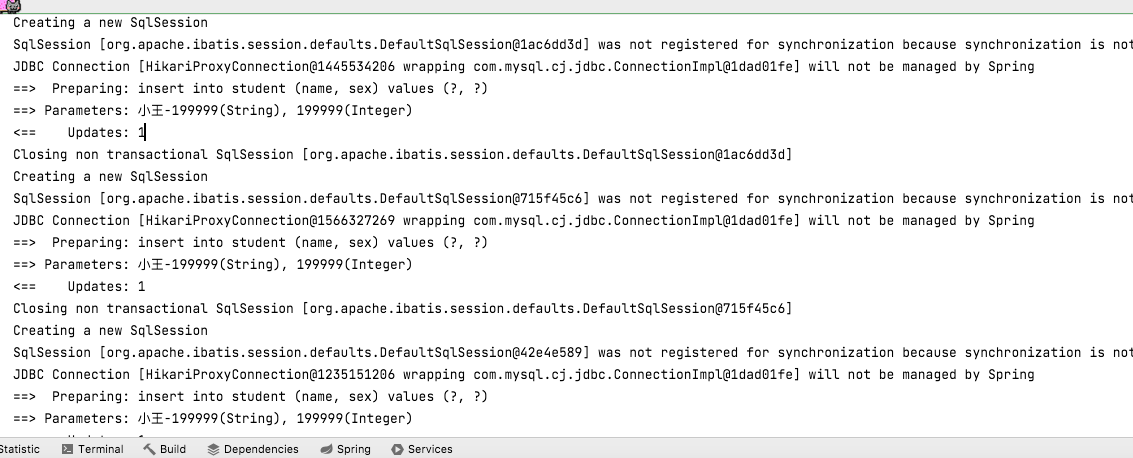 Creating a new SqlSession
SqlSession [org.apache.ibatis.session.defaults.DefaultSqlSession@1ac6dd3d] was not registered for synchronization because synchronization is not
JDBC Connection [HikariProxyConnection@1445534206 wrapping com.mysql.cj.jdbc.ConnectionImpl@1dad01fe] will not be managed by Spring
==>  Preparing: insert into student (name, sex) values (?, ?)
==> Parameters: 小王-199999(String), 199999(Integer)
<==    Updates: 1
Closing non transactional SqlSession [org.apache.ibatis.session.defaults.DefaultSqlSession@1ac6dd3d]
Creating a new SqlSession
SqlSession [org.apache.ibatis.session.defaults.DefaultSqlSession@715f45c6] was not registered for synchronization because synchronization is not
JDBC Connection [HikariProxyConnection@1566327269 wrapping com.mysql.cj.jdbc.ConnectionImpl@1dad01fe] will not be managed by Spring
==>  Preparing: insert into student (name, sex) values (?, ?)
==> Parameters: 小王-199999(String), 199999(Integer)
<==    Updates: 1
Closing non transactional SqlSession [org.apache.ibatis.session.defaults.DefaultSqlSession@715f45c6]
Creating a new SqlSession
SqlSession [org.apache.ibatis.session.defaults.DefaultSqlSession@42e4e589] was not registered for synchronization because synchronization is not
JDBC Connection [HikariProxyConnection@1235151206 wrapping com.mysql.cj.jdbc.ConnectionImpl@1dad01fe] will not be managed by Spring
==>  Preparing: insert into student (name, sex) values (?, ?)
==> Parameters: 小王-199999(String), 199999(Integer)
Statistic Terminal Build Dependencies Spring Services